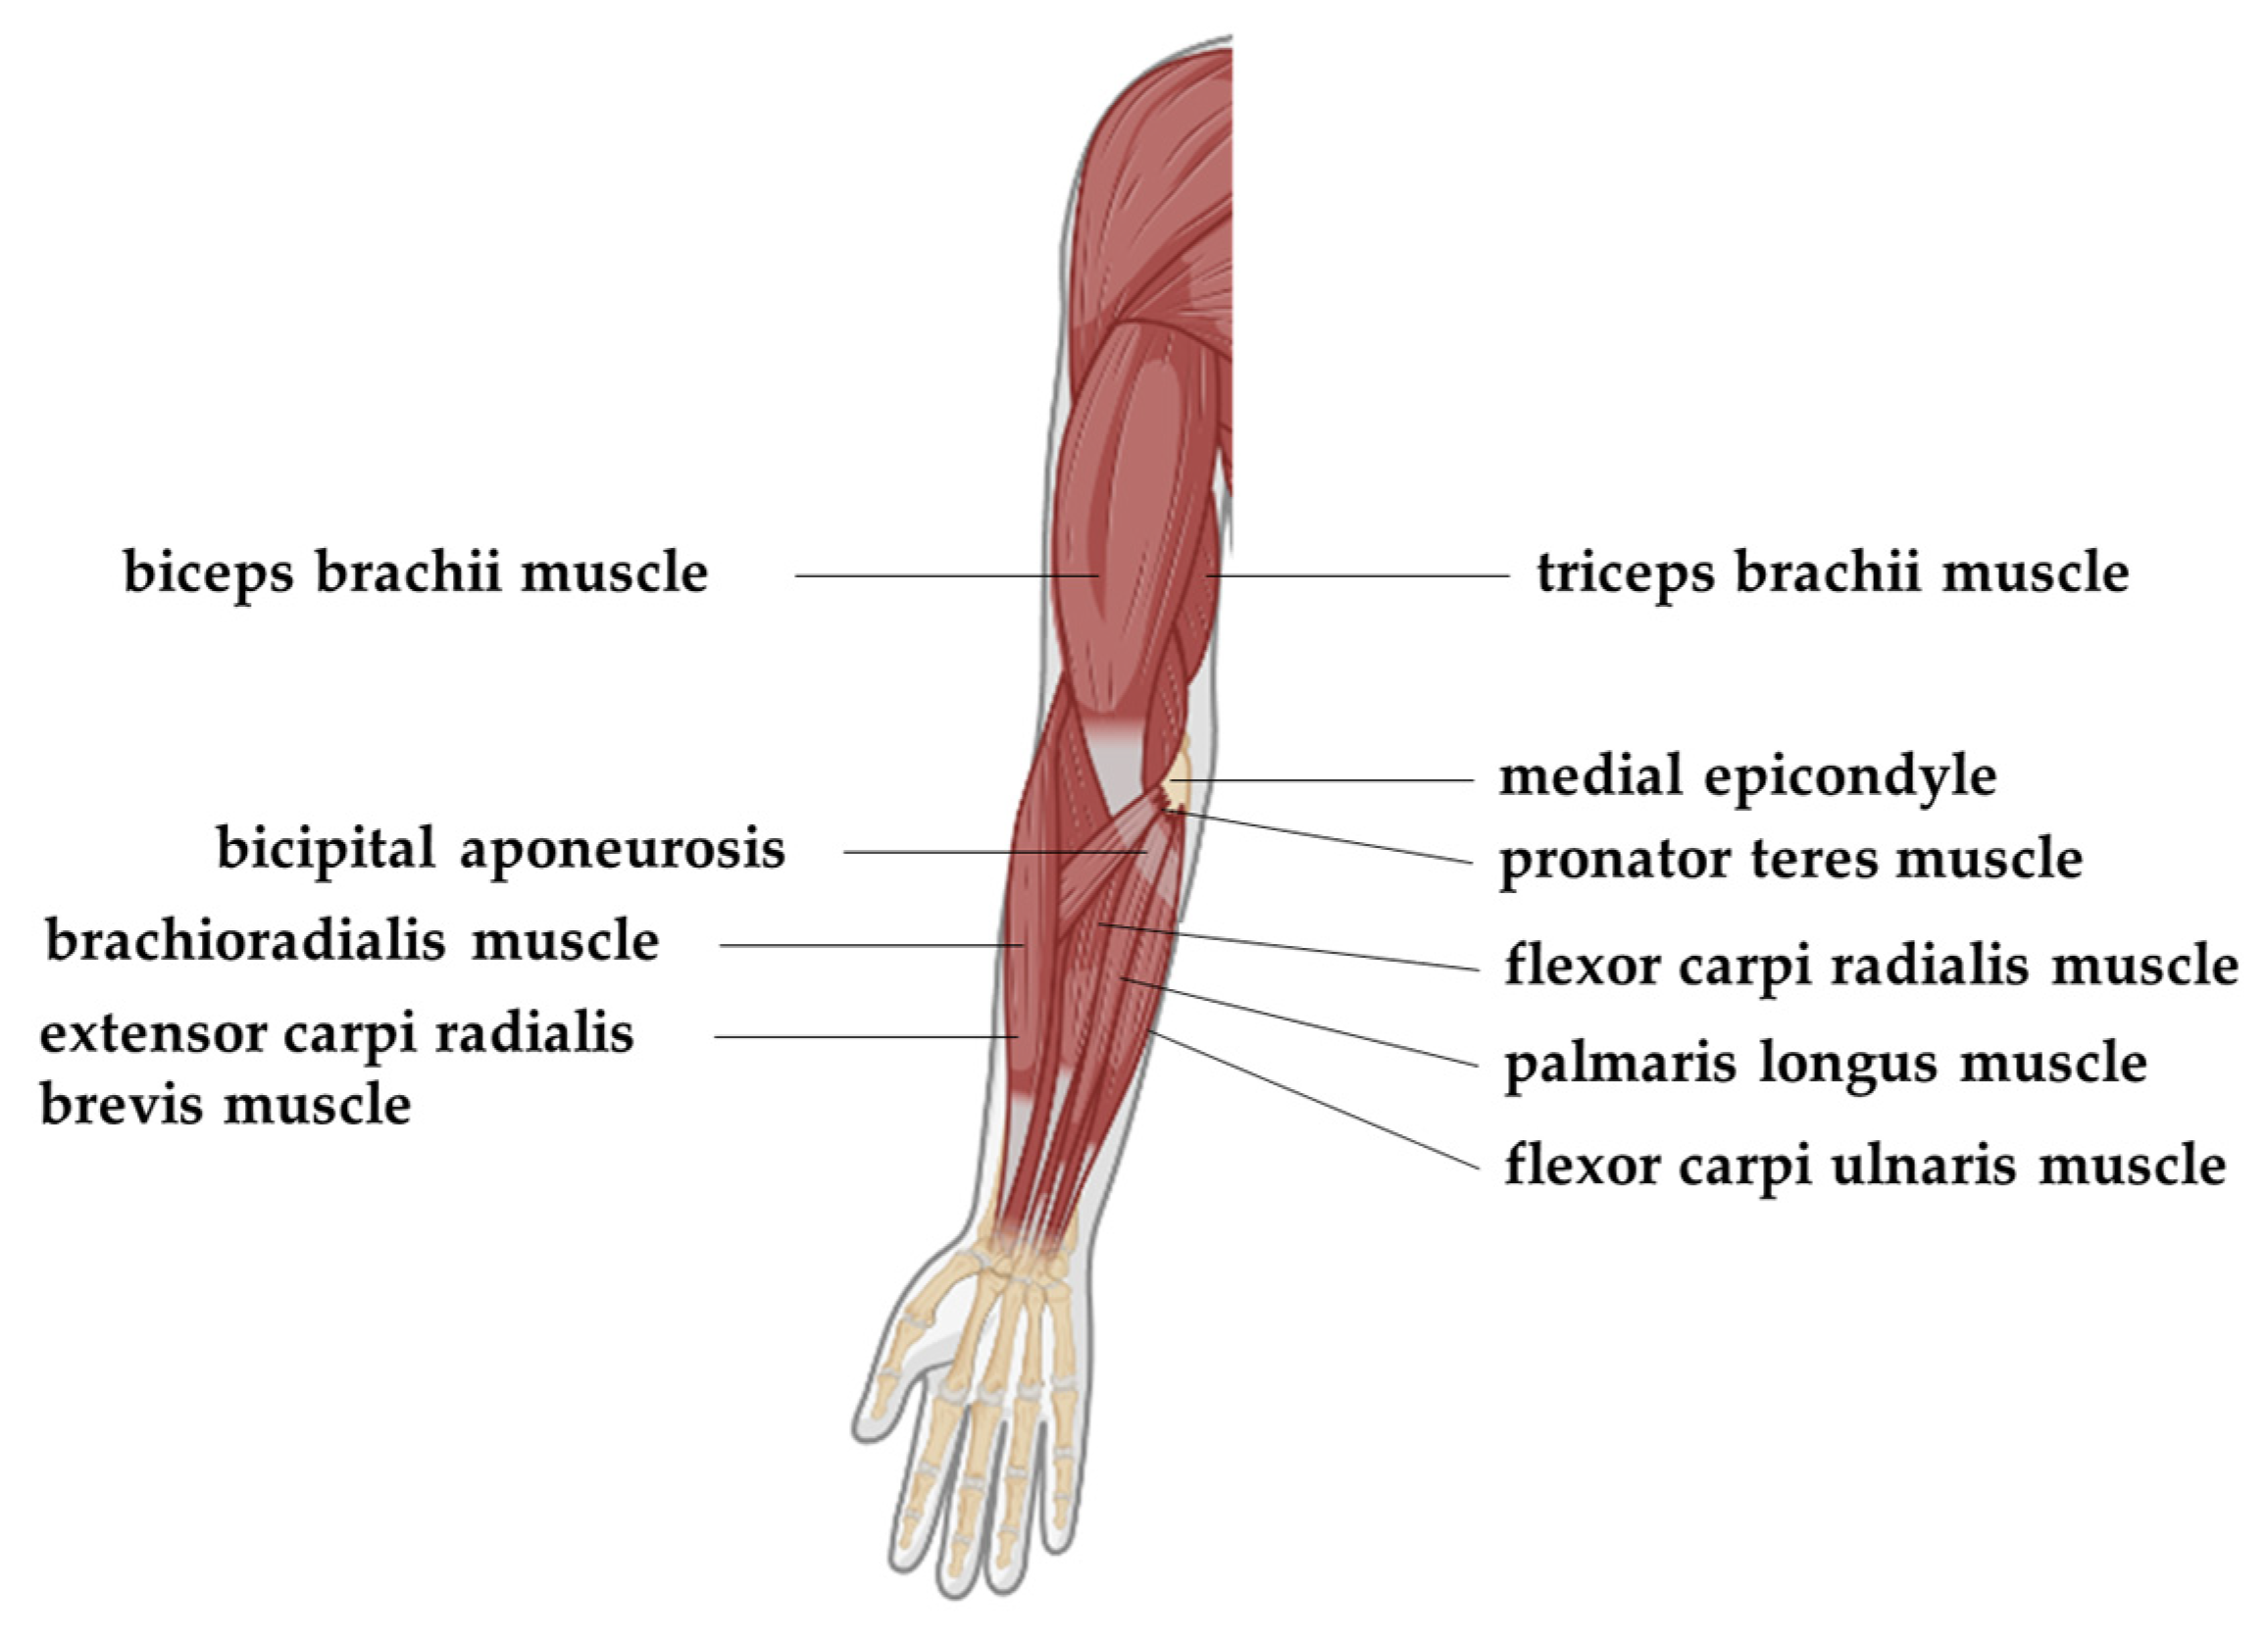 biceps brachii muscle
triceps brachii muscle
medial epicondyle
bicipital aponeurosis
pronator teres muscle
brachioradialis muscle
flexor carpi radialis muscle
extensor carpi radialis
brevis muscle
palmaris longus muscle
flexor carpi ulnaris muscle